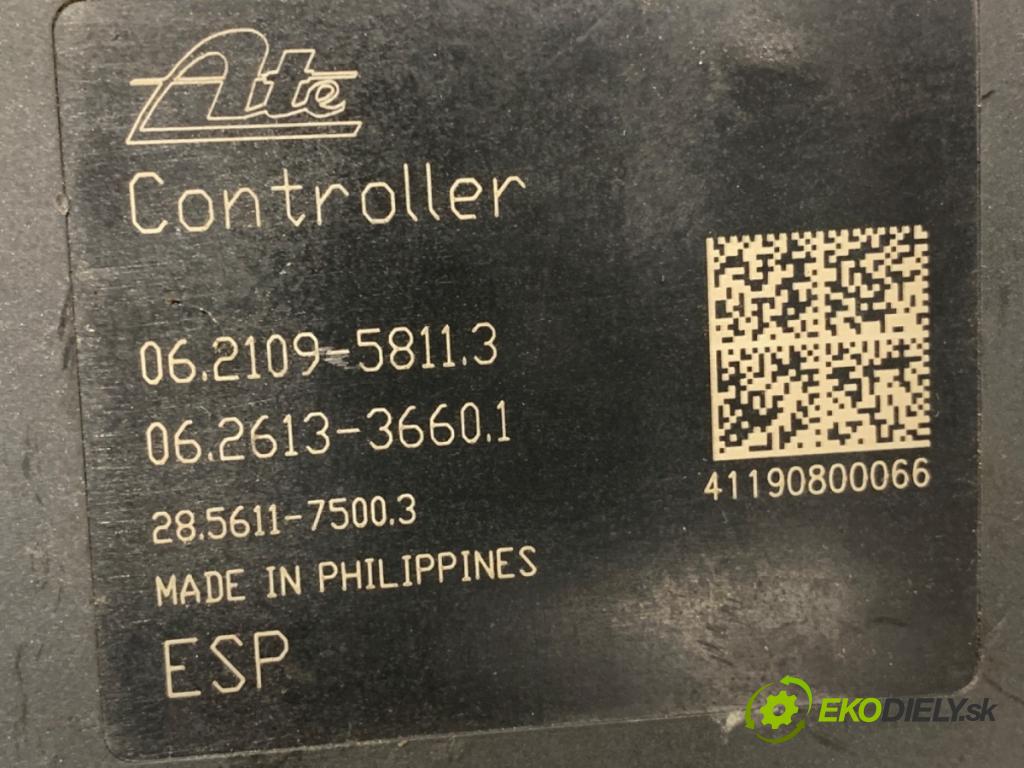 Ate
Controller
06.2109-5811.3
06.2613-3660.1
28.5611-7500.3
MADE IN PHILIPPINES
ESP
41190800066
EKODIELY.sk